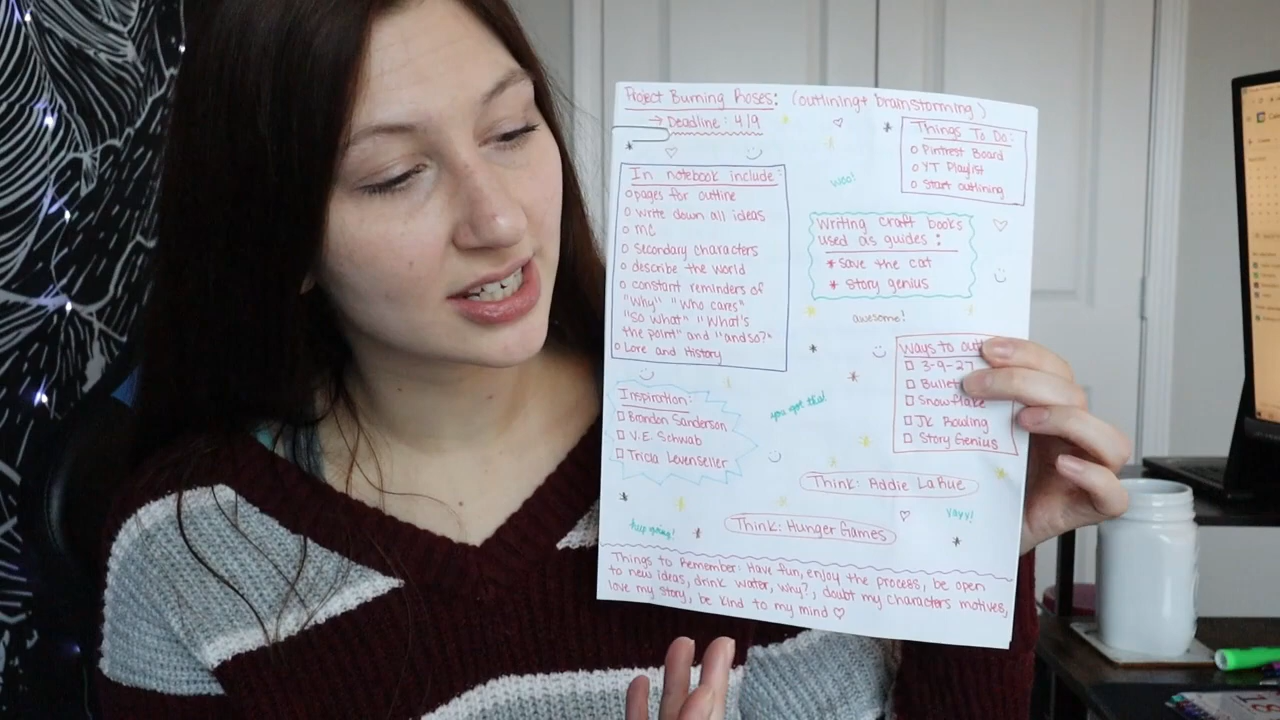 Project Burning Roses: (outlining + brainstorming)
→ Deadline: 4/9
Things To Do:
o Pintrest Board
o YT Playlist
o start outlining
woo!
In notebook include:
o pages for outline
o write down all ideas
o MC
o secondary characters
o describe the world
o constant reminders of
"Why" "Who cares"
"So what" "What's
the point" and "and so?"
o Lore and History
Writing craft books
used as guides:
* save the cat
* story genius
awesome!
Ways to
□ 3-9-27
□ Bullet
□ Snowflake
□ JK Rowling
□ Story Genius
Inspiration:
□ Brandon Sanderson
□ V.E. Schwab
□ Tricia Levenseller
you got this!
Think: Addie LaRue
Think: Hunger Games
yayy!
keep going!
Things to Remember: Have fun, enjoy the process, be open
to new ideas, drink water, why?, doubt my characters motives,
love my story, be kind to my mind ♡